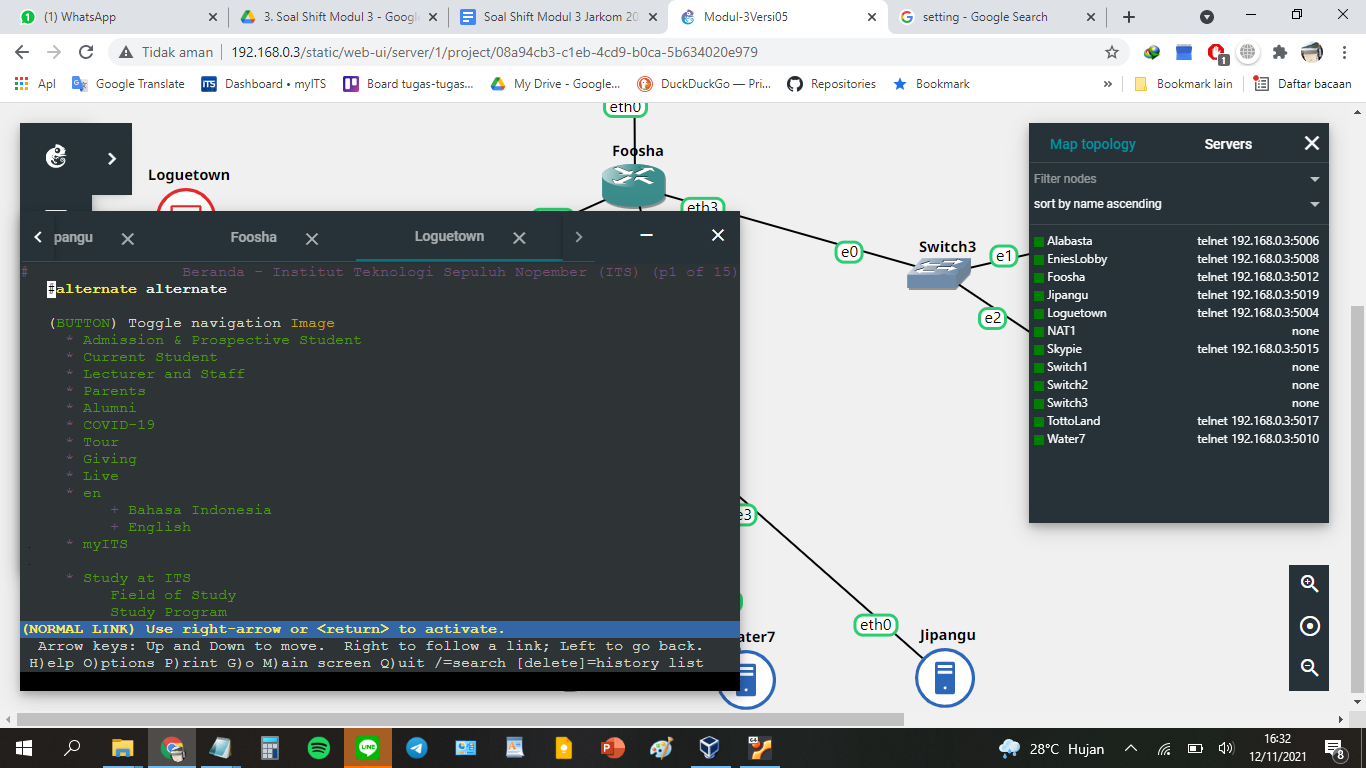 (1) WhatsApp
3. Soal Shift Modul 3 - Googl
Soal Shift Modul 3 Jarkom 20
Modul-3Versi05
setting - Google Search
Tidak aman
192.168.0.3/static/web-ui/server/1/project/08a94cb3-c1eb-4cd9-b0ca-5b634020e979
1
Apl
Google Translate
ITS
Dashboard • myITS
Board tugas-tugas...
My Drive - Google...
DuckDuckGo — Pri...
Repositories
Bookmark
»
Bookmark lain
Daftar bacaan
eth0
Foosha
Loguetown
eth3
e0
Switch3
e1
e2
pangu
Foosha
Loguetown
# Beranda - Institut Teknologi Sepuluh Nopember (ITS) (p1 of 15)
#alternate alternate
(BUTTON) Toggle navigation Image
* Admission & Prospective Student
* Current Student
* Lecturer and Staff
* Parents
* Alumni
* COVID-19
* Tour
* Giving
* Live
* en
+ Bahasa Indonesia
+ English
* myITS
* Study at ITS
Field of Study
Study Program
(NORMAL LINK) Use right-arrow or <return> to activate.
Arrow keys: Up and Down to move. Right to follow a link; Left to go back.
H)elp O)ptions P)rint G)o M)ain screen Q)uit /=search [delete]=history list
Map topology
Servers
Filter nodes
sort by name ascending
Alabasta telnet 192.168.0.3:5006
EniesLobby telnet 192.168.0.3:5008
Foosha telnet 192.168.0.3:5012
Jipangu telnet 192.168.0.3:5019
Loguetown telnet 192.168.0.3:5004
NAT1 none
Skypie telnet 192.168.0.3:5015
Switch1 none
Switch2 none
Switch3 none
TottoLand telnet 192.168.0.3:5017
Water7 telnet 192.168.0.3:5010
e3
eth0
ater7
Jipangu
28°C Hujan
16:32
12/11/2021
8